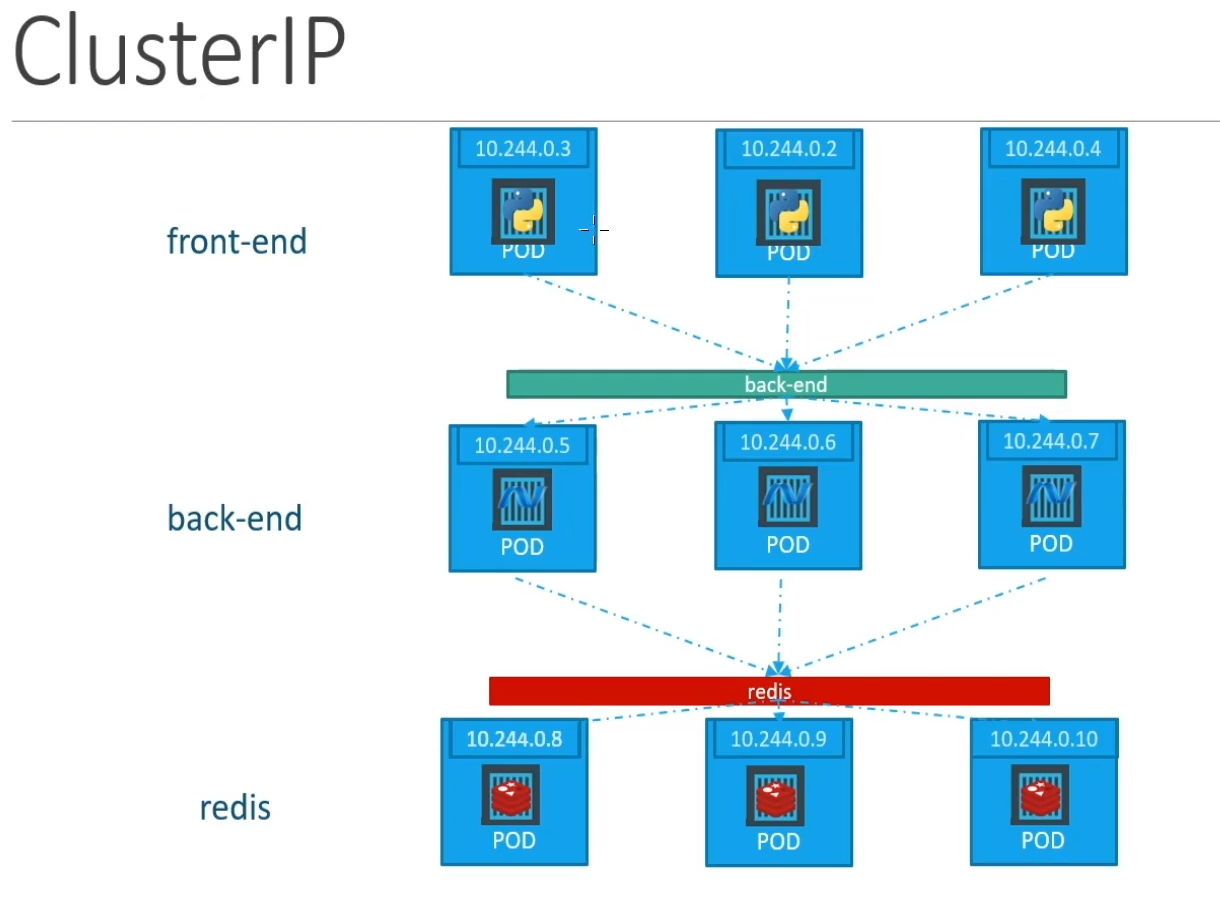 ClusterIP
front-end
10.244.0.3
POD
10.244.0.2
POD
10.244.0.4
POD
back-end
back-end
10.244.0.5
POD
10.244.0.6
POD
10.244.0.7
POD
redis
redis
10.244.0.8
POD
10.244.0.9
POD
10.244.0.10
POD